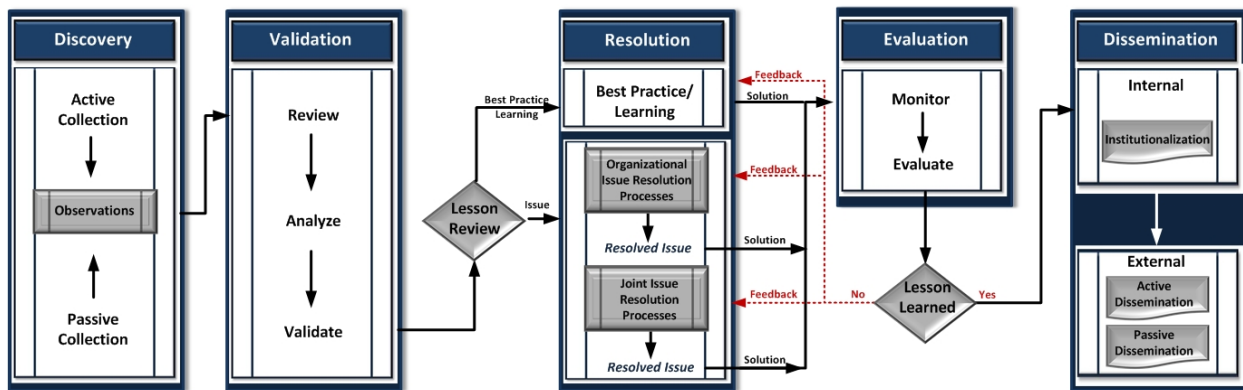 Discovery
Active
Collection
Observations
Passive
Collection
Validation
Review
Analyze
Validate
Best Practice
Learning
Lesson
Review
Issue
Resolution
Best Practice/
Learning
Organizational
Issue Resolution
Processes
Resolved Issue
Joint Issue
Resolution
Processes
Resolved Issue
Feedback
Solution
Feedback
Solution
Feedback
Solution
Evaluation
Monitor
Evaluate
No
Lesson
Learned
Yes
Dissemination
Internal
Institutionalization
External
Active
Dissemination
Passive
Dissemination